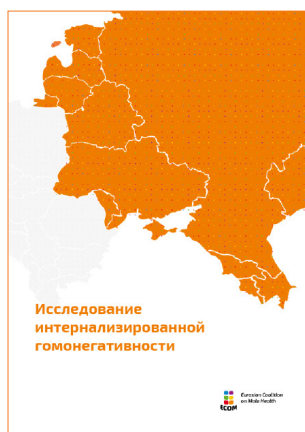 Исследование
интернализированной
гомонегативности
Eurasian Coalition
on Male Health
ECOM